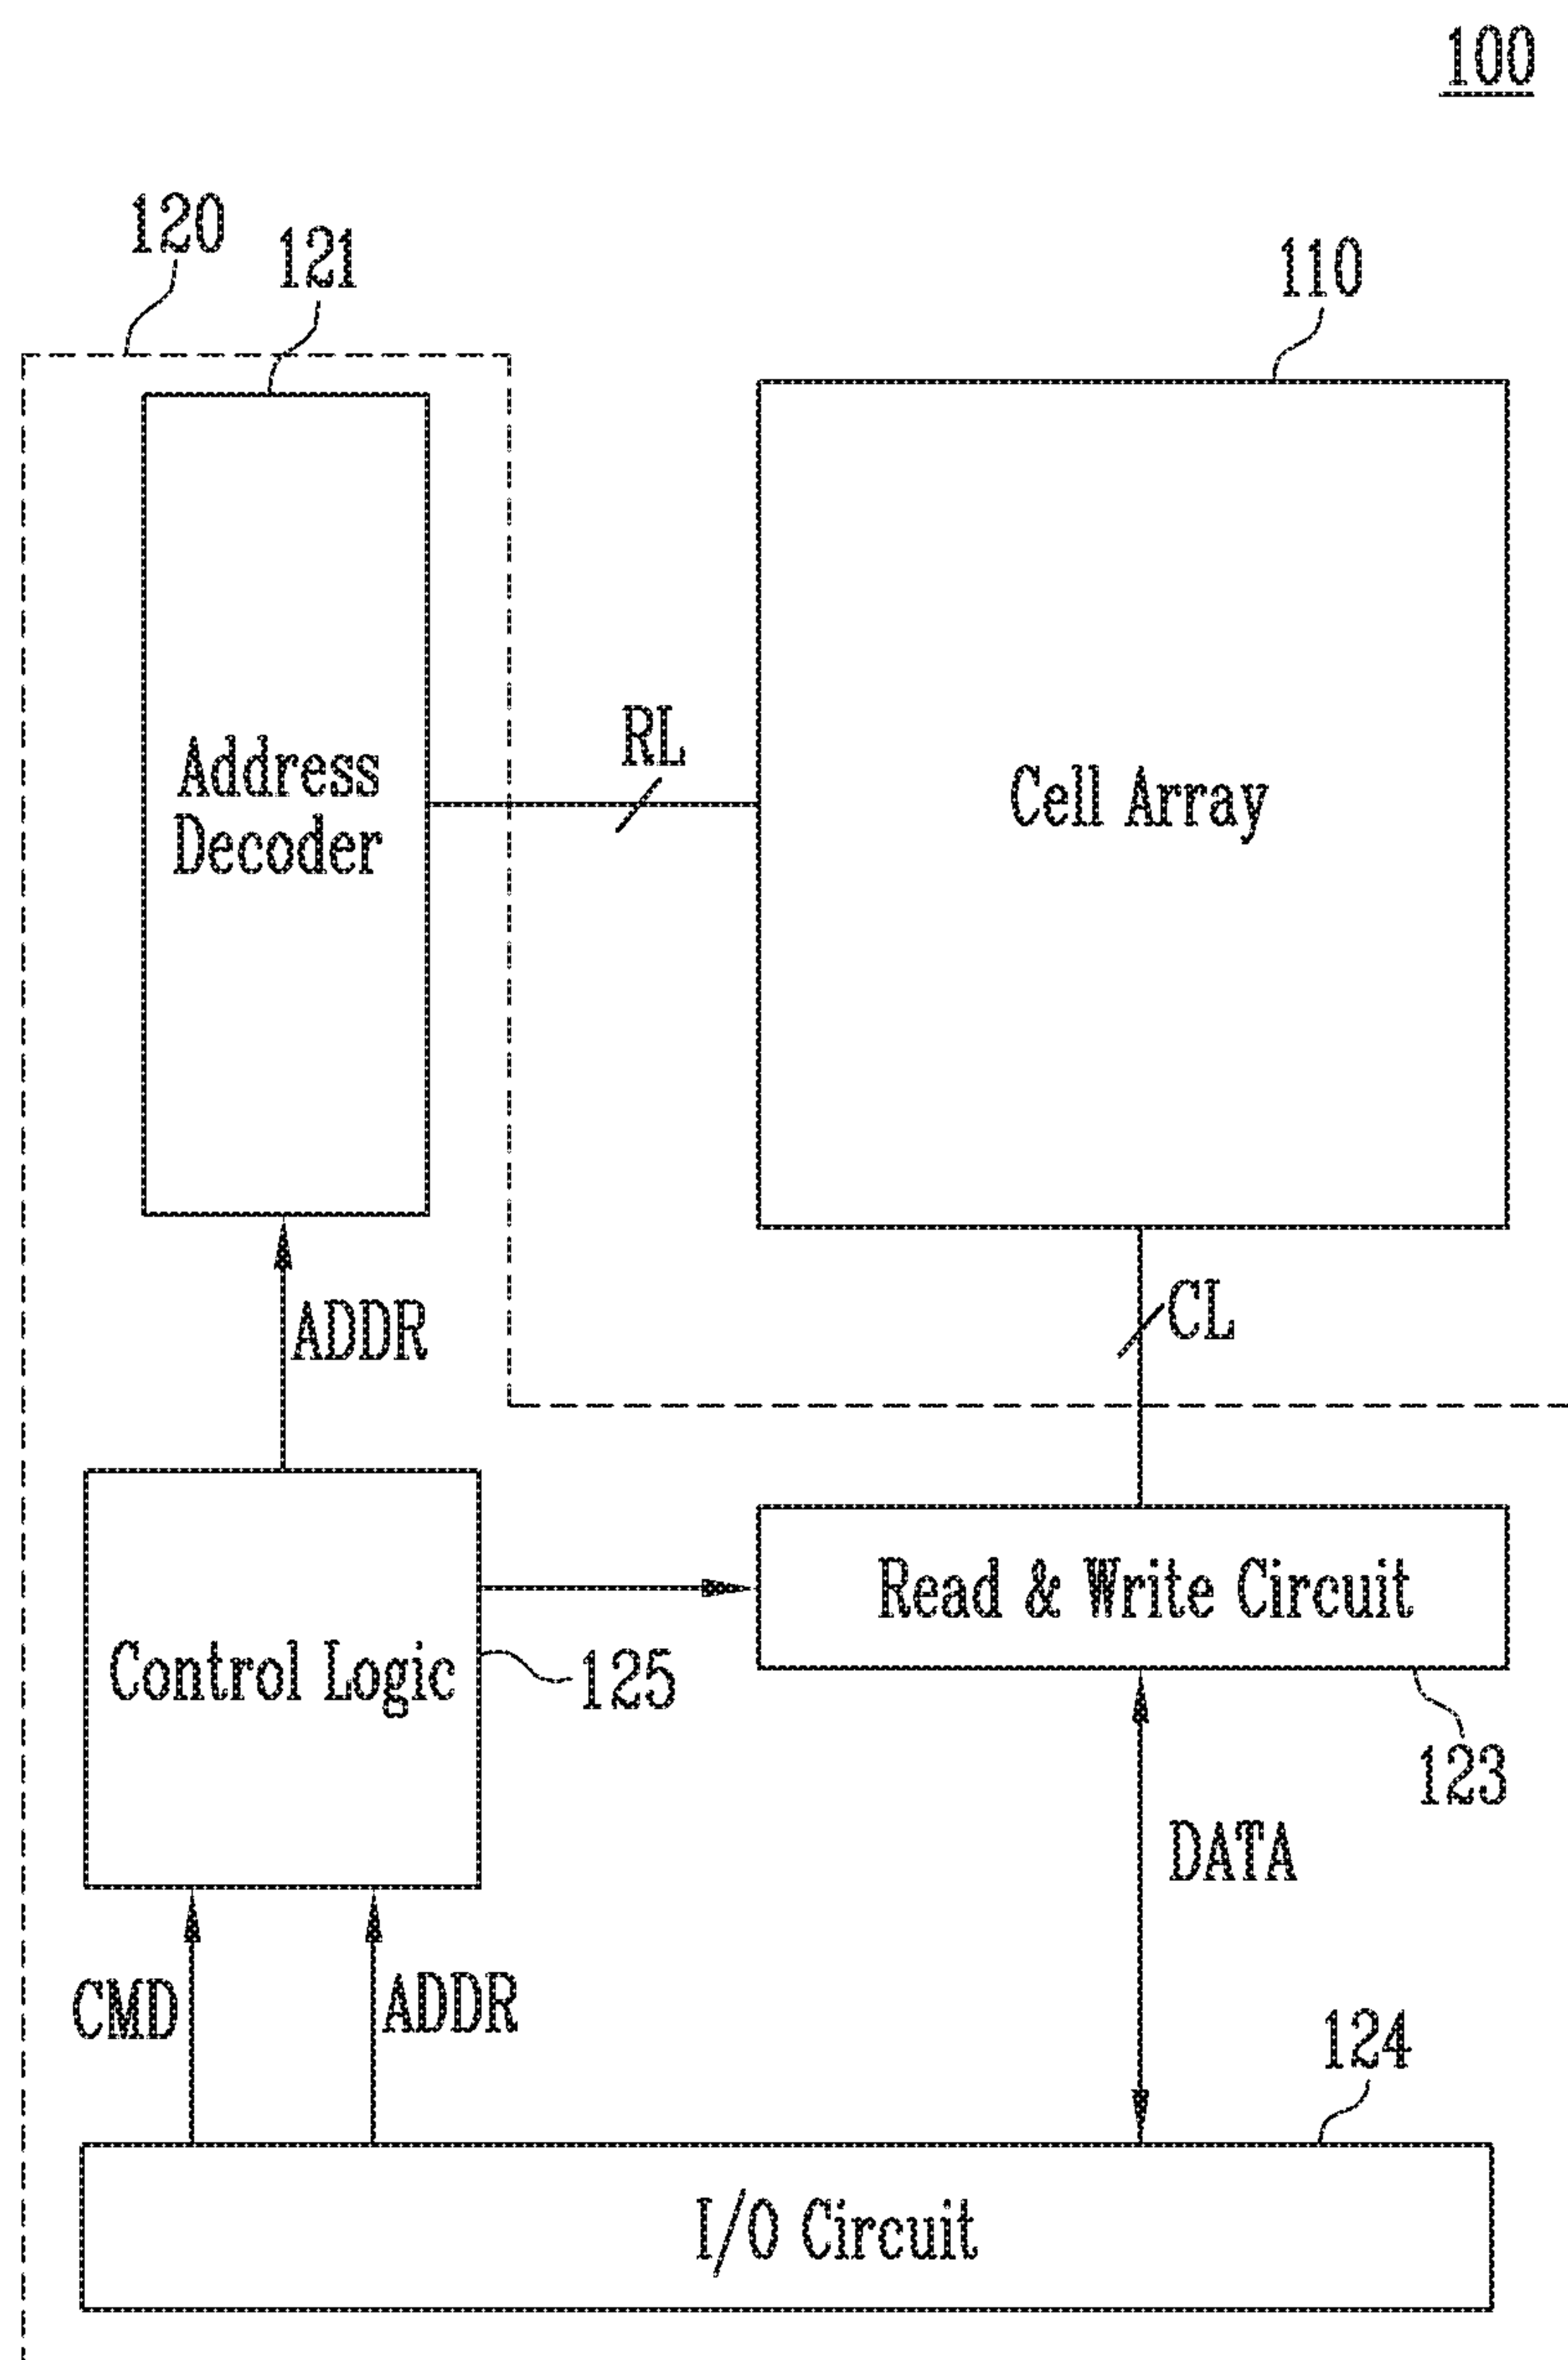 100
120
121
110
Address
Decoder
RL
Cell Array
ADDR
CL
Read & Write Circuit
Control Logic
125
123
DATA
CMD
ADDR
124
I/O Circuit